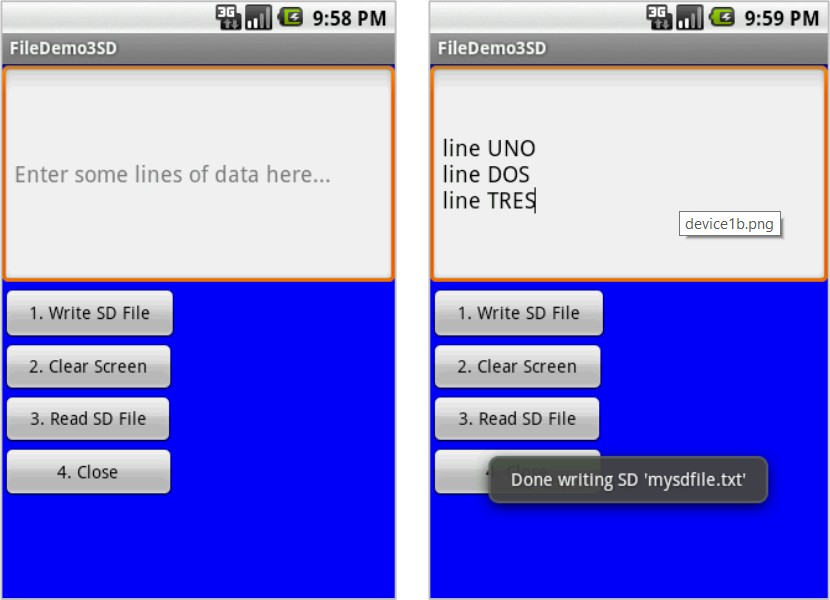 3G 9:58 PM
FileDemo3SD
Enter some lines of data here...
1. Write SD File
2. Clear Screen
3. Read SD File
4. Close
3G 9:59 PM
FileDemo3SD
line UNO
line DOS
line TRES
device1b.png
1. Write SD File
2. Clear Screen
3. Read SD File
Done writing SD 'mysdfile.txt'